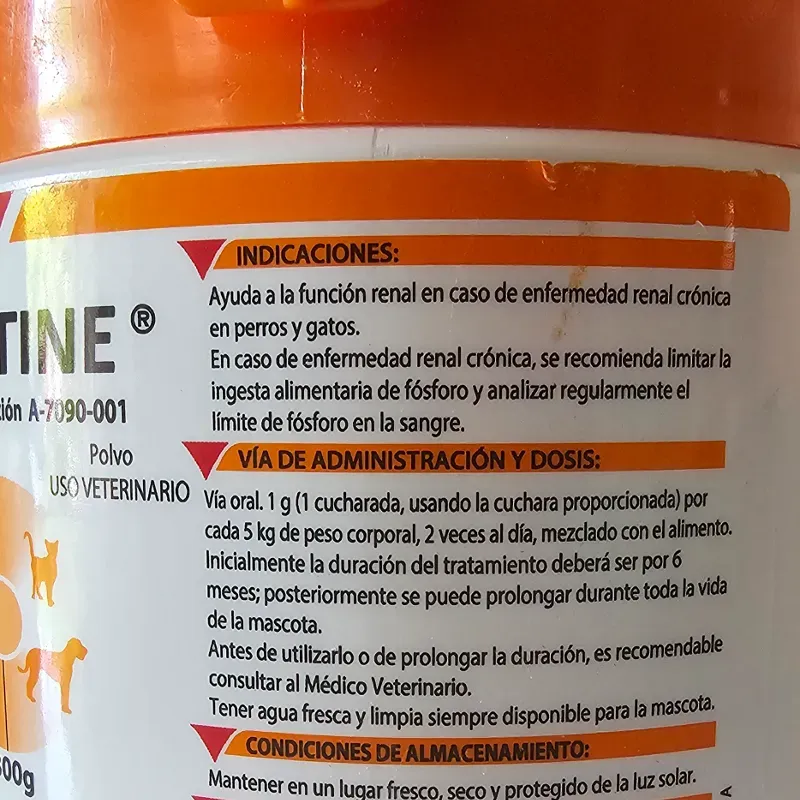 INDICACIONES:
Ayuda a la función renal en caso de enfermedad renal crónica
en perros y gatos.
En caso de enfermedad renal crónica, se recomienda limitar la
ingesta alimentaria de fósforo y analizar regularmente el
límite de fósforo en la sangre.
VÍA DE ADMINISTRACIÓN Y DOSIS:
Vía oral. 1 g (1 cucharada, usando la cuchara proporcionada) por
cada 5 kg de peso corporal, 2 veces al día, mezclado con el alimento.
Inicialmente la duración del tratamiento deberá ser por 6
meses; posteriormente se puede prolongar durante toda la vida
de la mascota.
Antes de utilizarlo o de prolongar la duración, es recomendable
consultar al Médico Veterinario.
Tener agua fresca y limpia siempre disponible para la mascota.
CONDICIONES DE ALMACENAMIENTO:
Mantener en un lugar fresco, seco y protegido de la luz solar.
TINE ®
ción A-7090-001
Polvo
USO VETERINARIO
00g